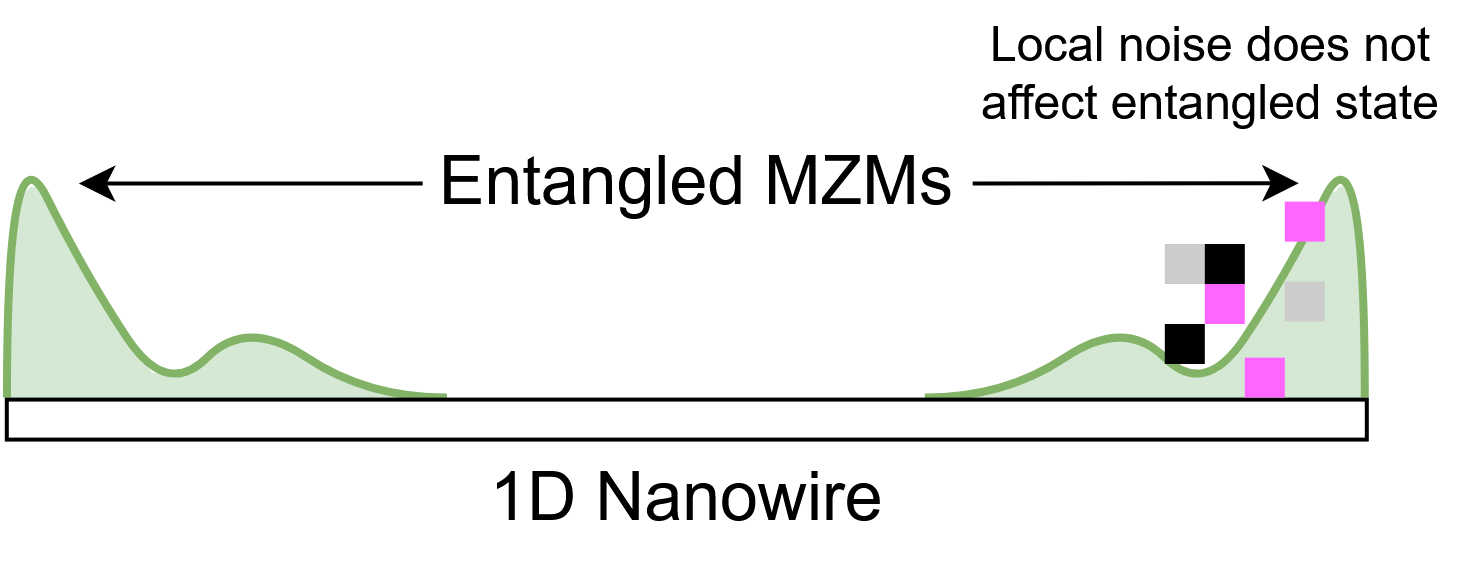 Local noise does not
affect entangled state
Entangled MZMs
1D Nanowire